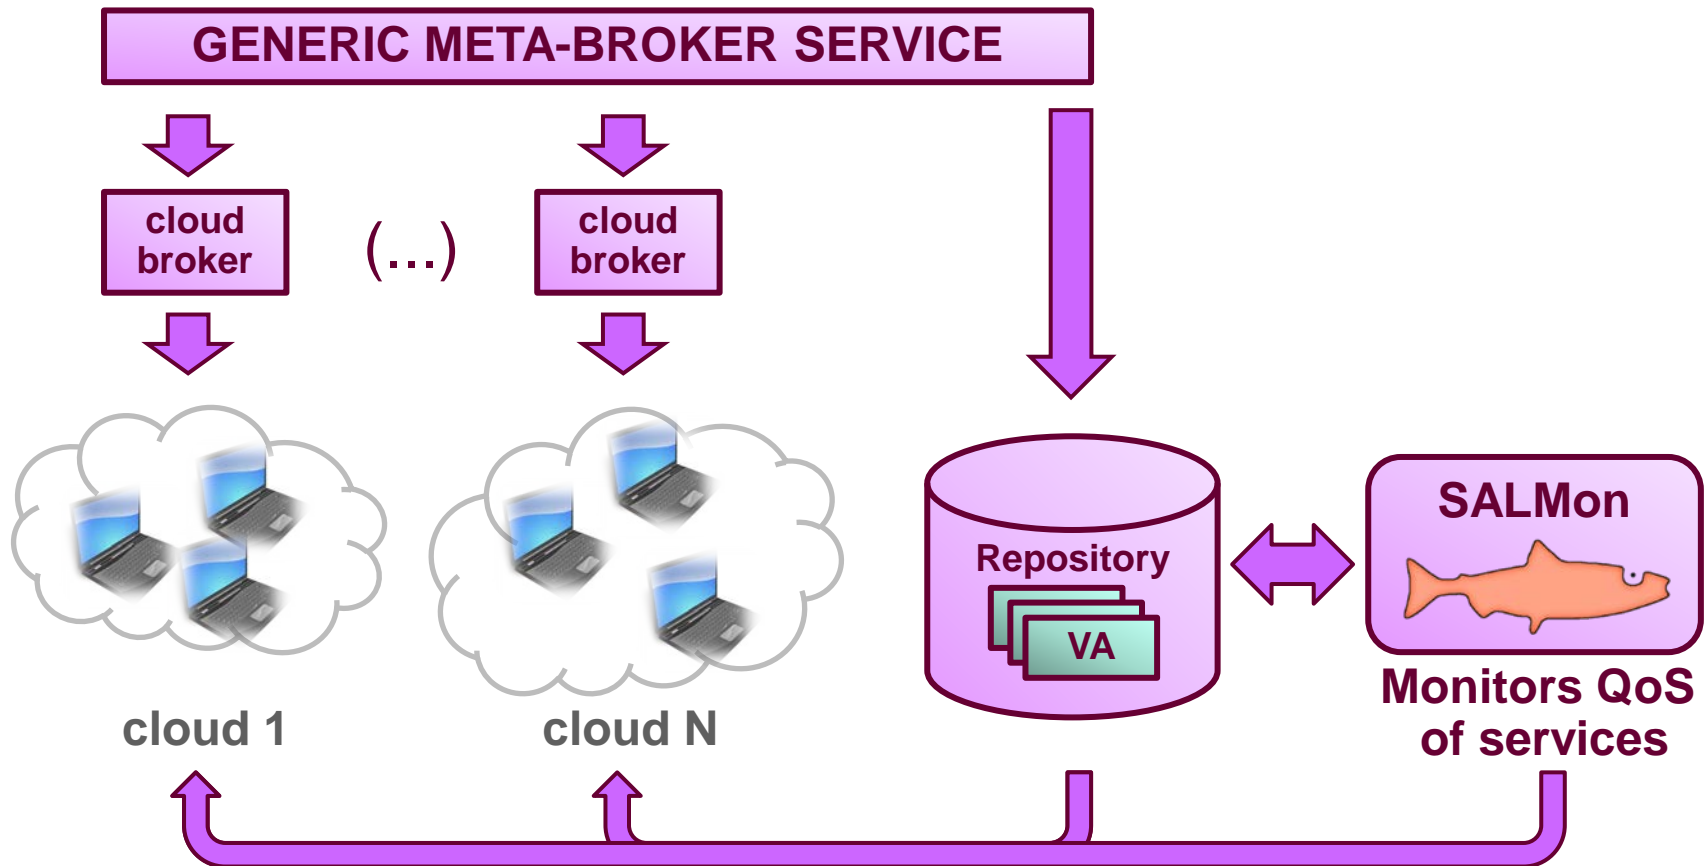 GENERIC META-BROKER SERVICE
cloud
broker
(...)
cloud
broker
Repository
VA
SALMon
Monitors QoS
of services
cloud 1
cloud N